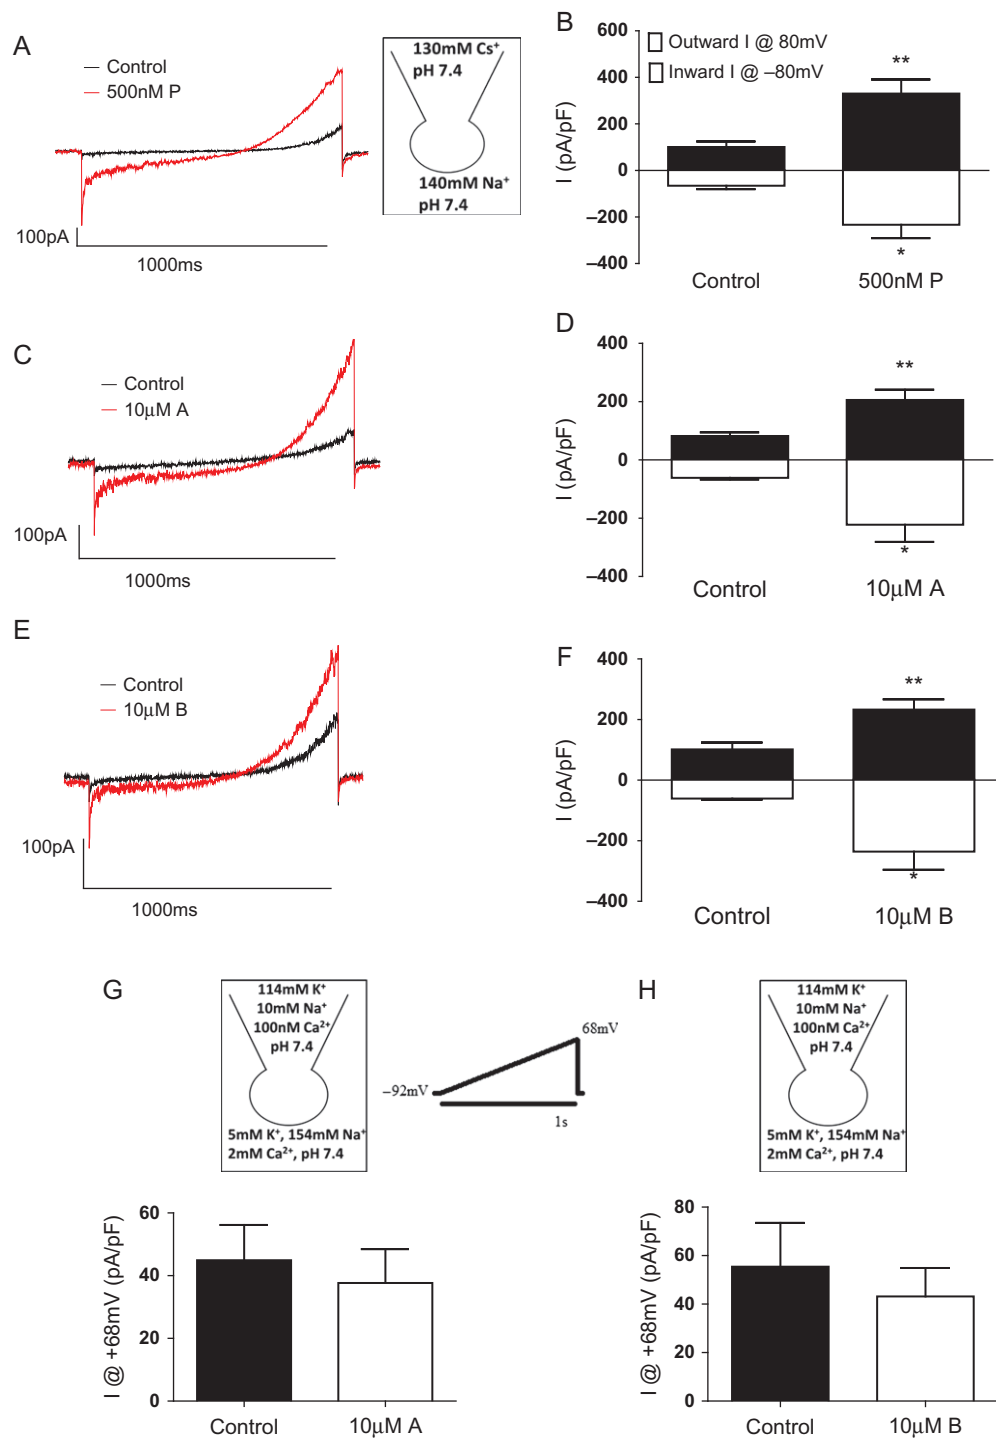 A
Control
500nM P
100pA
1000ms
130mM Cs⁺
pH 7.4
140mM Na⁺
pH 7.4
B
Outward I @ 80mV
Inward I @ –80mV
I (pA/pF)
600
400
200
0
–200
–400
**
*
Control
500nM P
C
Control
10μM A
100pA
1000ms
D
I (pA/pF)
400
200
0
–200
–400
**
*
Control
10μM A
E
Control
10μM B
100pA
1000ms
F
I (pA/pF)
400
200
0
–200
–400
**
*
Control
10μM B
G
114mM K⁺
10mM Na⁺
100nM Ca²⁺
pH 7.4
5mM K⁺, 154mM Na⁺
2mM Ca²⁺, pH 7.4
–92mV
68mV
1s
I @ +68mV (pA/pF)
60
40
20
0
Control
10μM A
H
114mM K⁺
10mM Na⁺
100nM Ca²⁺
pH 7.4
5mM K⁺, 154mM Na⁺
2mM Ca²⁺, pH 7.4
I @ +68mV (pA/pF)
80
60
40
20
0
Control
10μM B